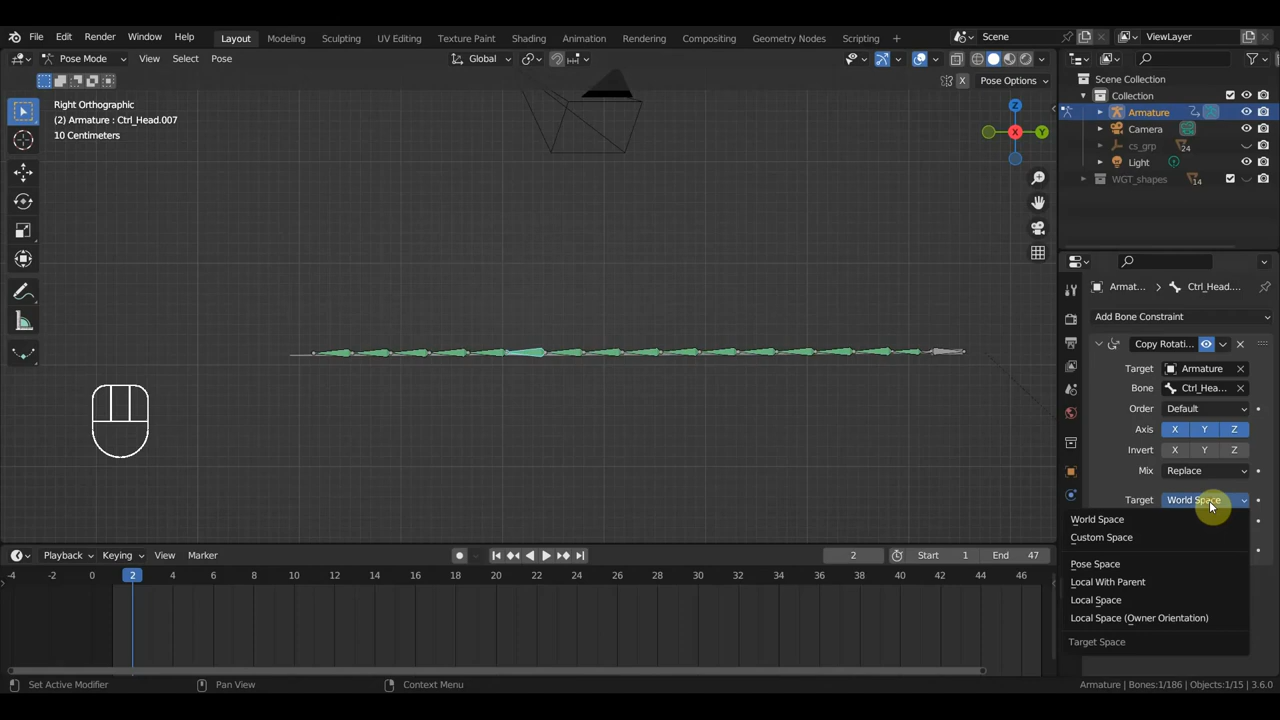 File Edit Render Window Help Layout Modeling Sculpting UV Editing Texture Paint Shading Animation Rendering Compositing Geometry Nodes Scripting + Scene ViewLayer
Pose Mode View Select Pose Global
X Pose Options
Right Orthographic
(2) Armature : Ctrl_Head.007
10 Centimeters
Z
X Y
Scene Collection
Collection
Armature
Camera
cs_grp 24
Light
WGT_shapes 14
Armat... > Ctrl_Head....
Add Bone Constraint
Copy Rotati...
Target Armature
Bone Ctrl_Hea...
Order Default
Axis X Y Z
Invert X Y Z
Mix Replace
Target World Space
World Space
Custom Space
Pose Space
Local With Parent
Local Space
Local Space (Owner Orientation)
Target Space
Playback Keying View Marker 2 Start 1 End 47
-4 -2 0 2 4 6 8 10 12 14 16 18 20 22 24 26 28 30 32 34 36 38 40 42 44 46
Set Active Modifier Pan View Context Menu Armature | Bones:1/186 | Objects:1/15 | 3.6.0